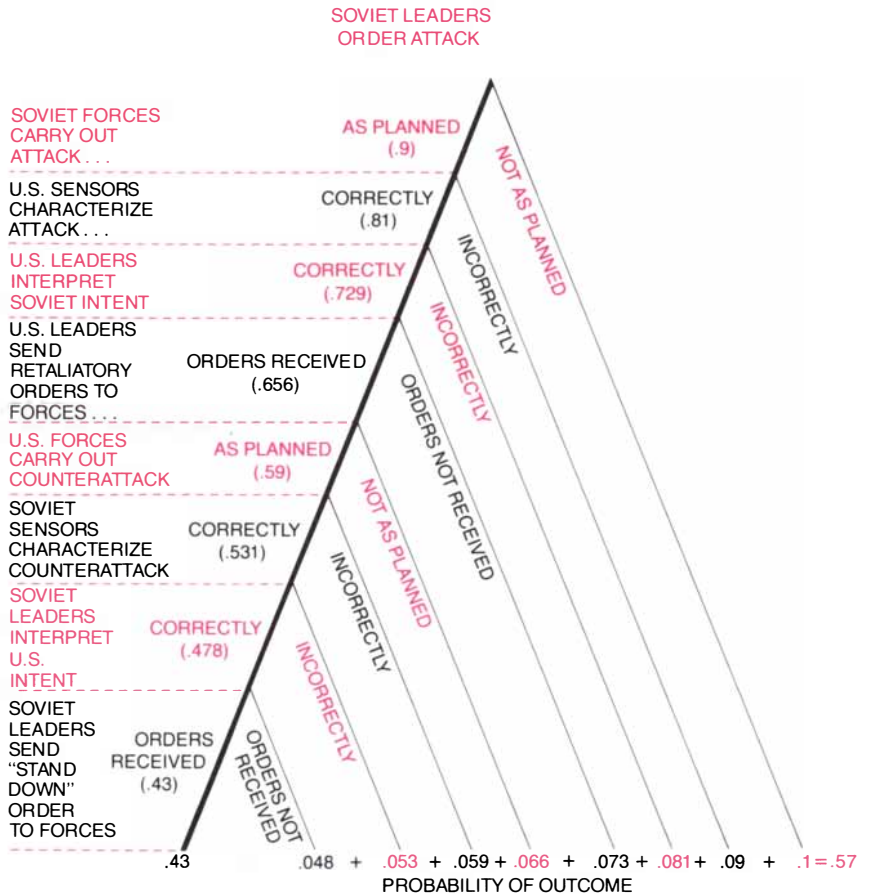 SOVIET LEADERS
ORDER ATTACK
SOVIET FORCES
CARRY OUT
ATTACK . . .
AS PLANNED
(.9)
NOT AS PLANNED
U.S. SENSORS
CHARACTERIZE
ATTACK . . .
CORRECTLY
(.81)
INCORRECTLY
U.S. LEADERS
INTERPRET
SOVIET INTENT
CORRECTLY
(.729)
INCORRECTLY
U.S. LEADERS
SEND
RETALIATORY
ORDERS TO
FORCES . . .
ORDERS RECEIVED
(.656)
ORDERS NOT RECEIVED
U.S. FORCES
CARRY OUT
COUNTERATTACK
AS PLANNED
(.59)
NOT AS PLANNED
SOVIET
SENSORS
CHARACTERIZE
COUNTERATTACK
CORRECTLY
(.531)
INCORRECTLY
SOVIET
LEADERS
INTERPRET
U.S.
INTENT
CORRECTLY
(.478)
INCORRECTLY
SOVIET
LEADERS
SEND
“STAND
DOWN”
ORDER
TO FORCES
ORDERS
RECEIVED
(.43)
ORDERS NOT
RECEIVED
.43 .048 + .053 + .059 + .066 + .073 + .081 + .09 + .1 = .57
PROBABILITY OF OUTCOME